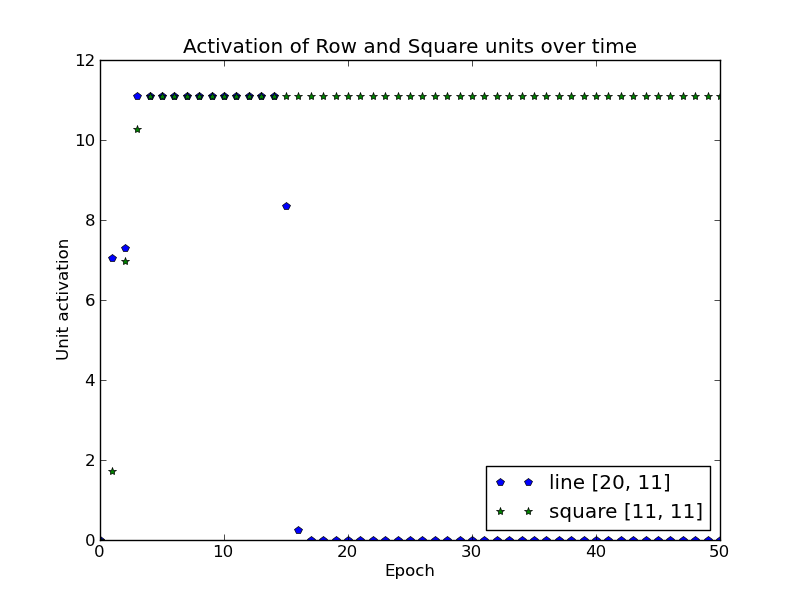 Activation of Row and Square units over time
12
10
8
6
4
2
0
Unit activation
line [20, 11]
square [11, 11]
0 10 20 30 40 50
Epoch